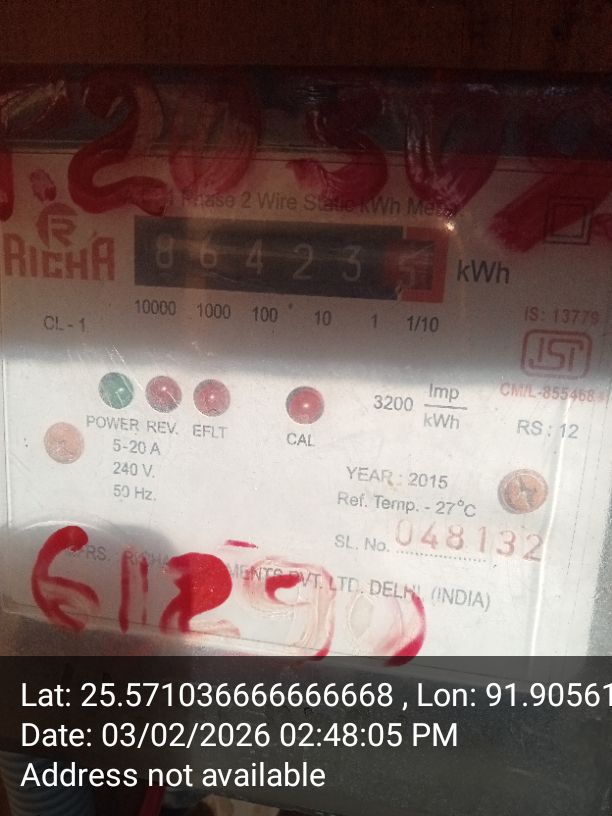 Phase 2 Wire Static kWh Meter
RICHA
8 6 4 2 3 5 kWh
10000 1000 100 10 1 1/10
CL - 1
IS: 13779
ISI
CM/L-855468
3200 Imp/kWh
POWER REV. EFLT CAL
RS : 12
5-20 A
240 V.
50 Hz.
YEAR : 2015
Ref. Temp. - 27°C
SL. No. 048132
PVT. LTD. DELHI, (INDIA)
Lat: 25.571036666666668 , Lon: 91.90561
Date: 03/02/2026 02:48:05 PM
Address not available